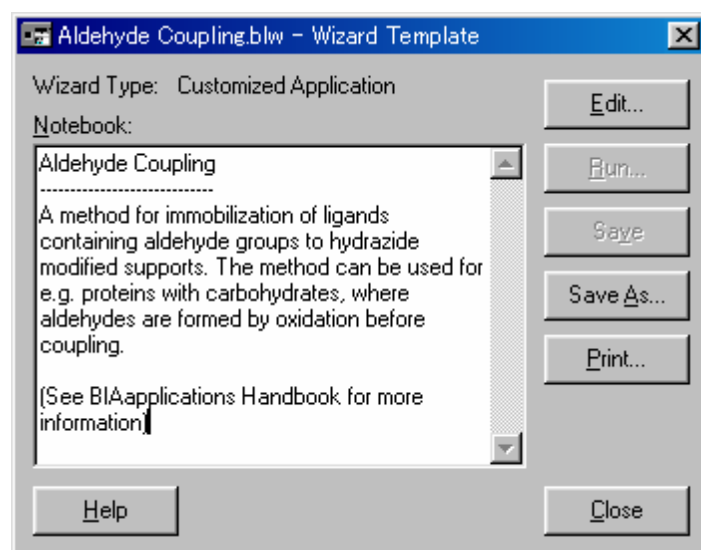 Aldehyde Coupling.blw - Wizard Template
Wizard Type: Customized Application
Notebook:
Aldehyde Coupling
-----------------------------
A method for immobilization of ligands
containing aldehyde groups to hydrazide
modified supports. The method can be used for
e.g. proteins with carbohydrates, where
aldehydes are formed by oxidation before
coupling.
(See BIAapplications Handbook for more
information)
Edit...
Run...
Save
Save As...
Print...
Help
Close